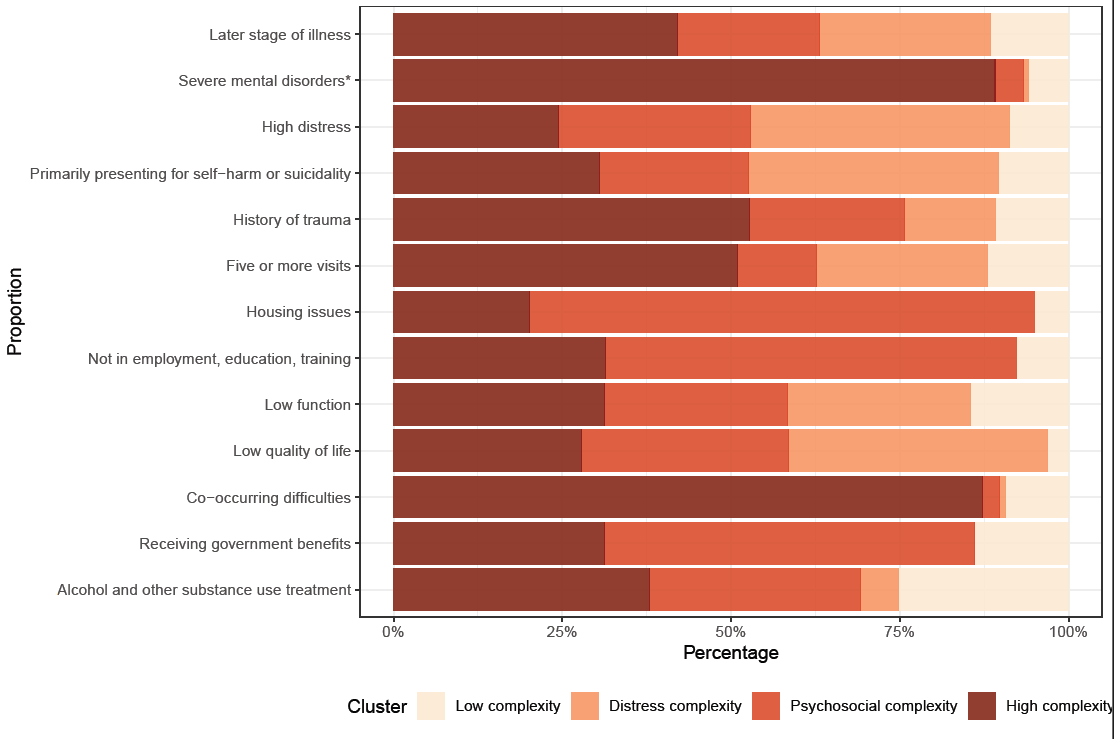 Proportion
Later stage of illness
Severe mental disorders*
High distress
Primarily presenting for self−harm or suicidality
History of trauma
Five or more visits
Housing issues
Not in employment, education, training
Low function
Low quality of life
Co−occurring difficulties
Receiving government benefits
Alcohol and other substance use treatment
0% 25% 50% 75% 100%
Percentage
Cluster Low complexity Distress complexity Psychosocial complexity High complexity